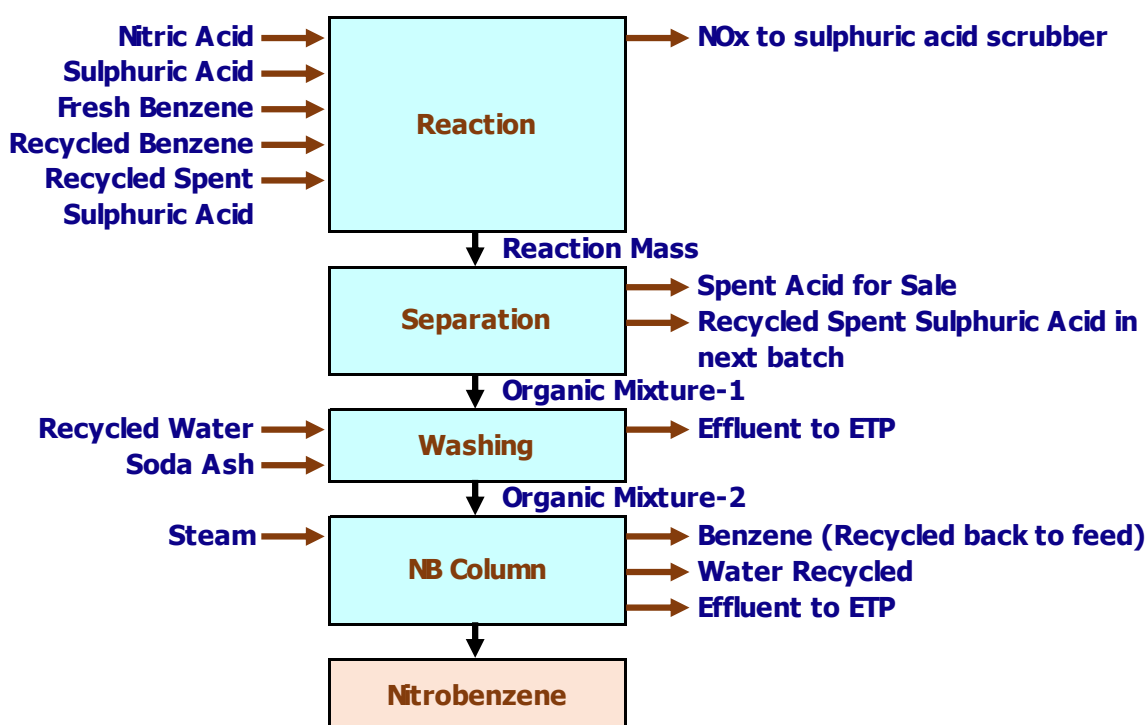 Nitric Acid
NOx to sulphuric acid scrubber
Sulphuric Acid
Fresh Benzene
Reaction
Recycled Benzene
Recycled Spent
Sulphuric Acid
Reaction Mass
Separation
Spent Acid for Sale
Recycled Spent Sulphuric Acid in
next batch
Organic Mixture-1
Recycled Water
Soda Ash
Washing
Effluent to ETP
Organic Mixture-2
Steam
NB Column
Benzene (Recycled back to feed)
Water Recycled
Effluent to ETP
Nitrobenzene